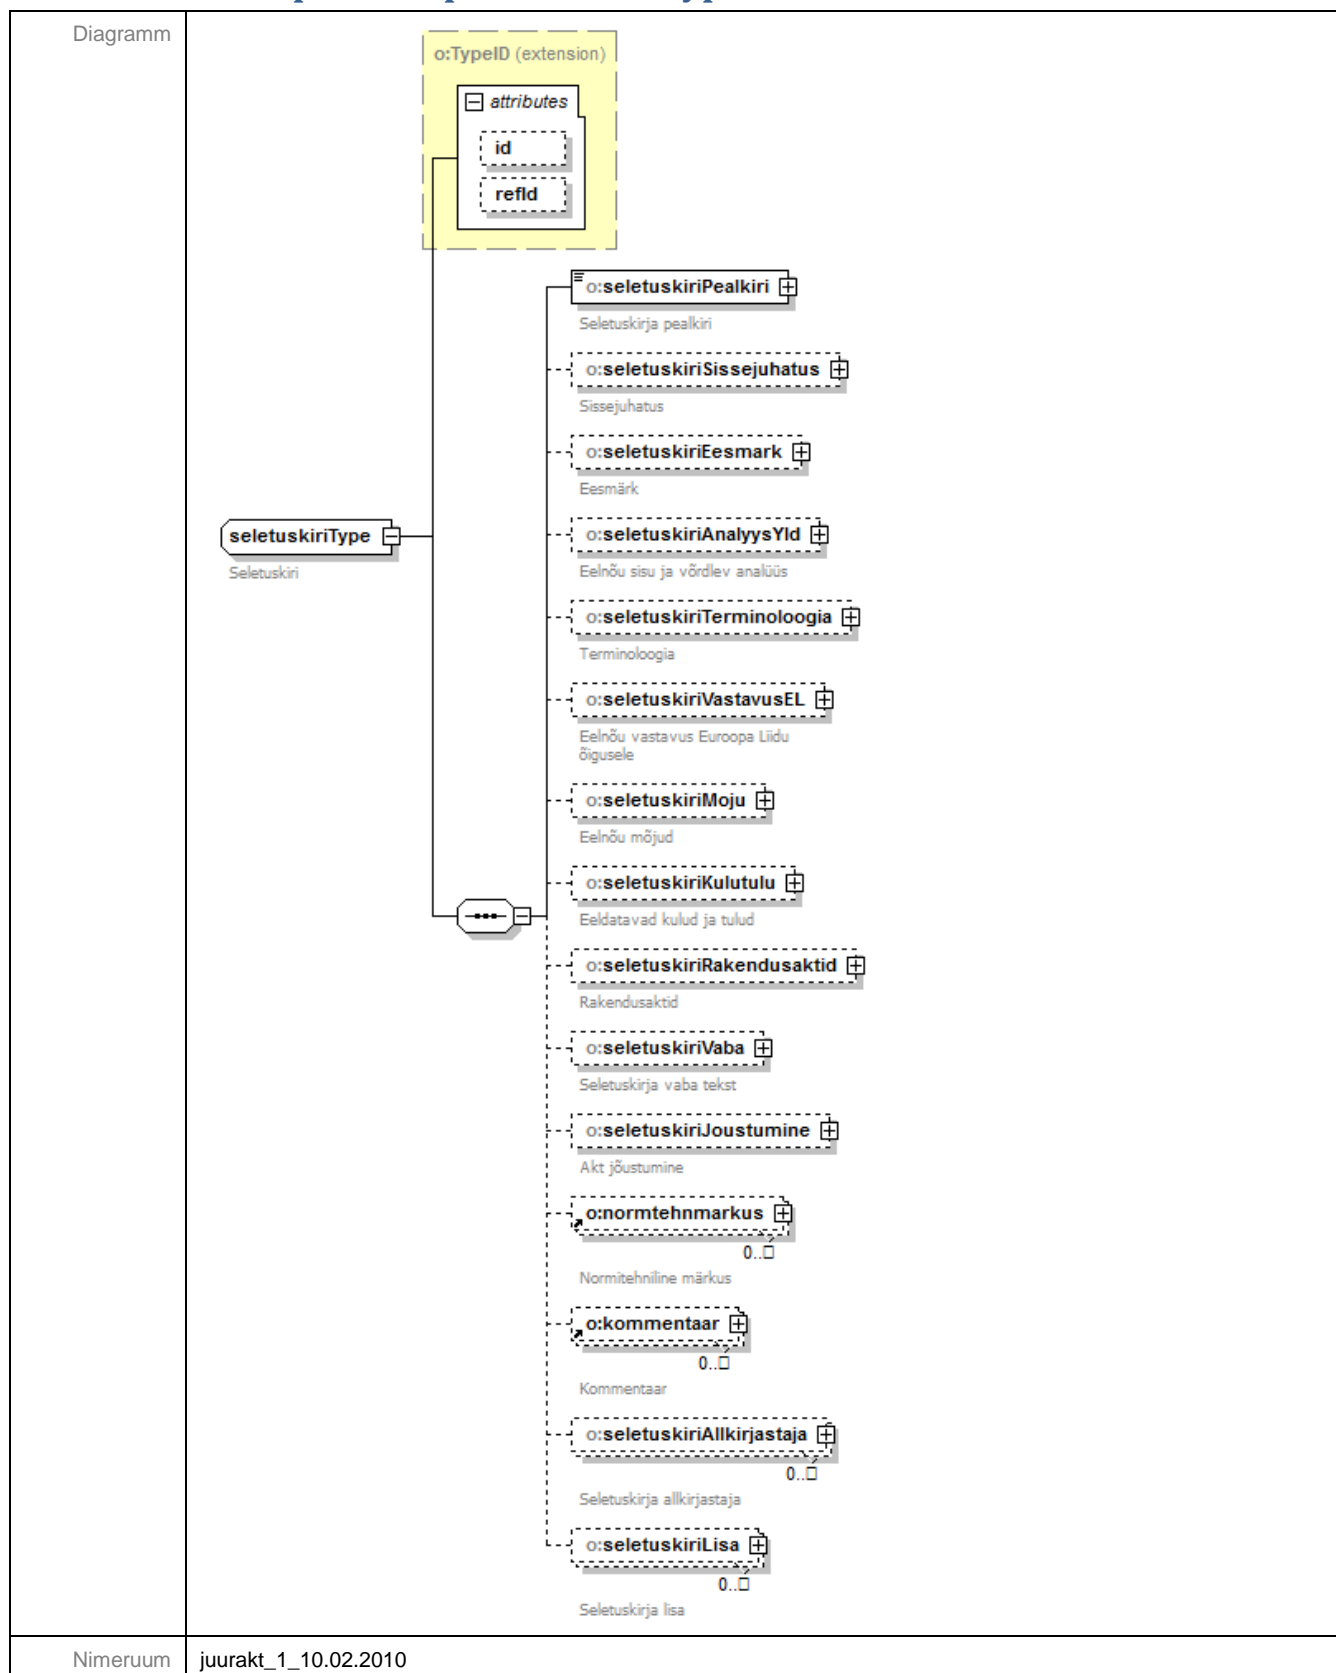 Diagramm
o:TypeID (extension)
attributes
id
refId
o:seletuskiriPealkiri
Seletuskirja pealkiri
o:seletuskiriSissejuhatus
Sissejuhatus
o:seletuskiriEesmark
Eesmärk
seletuskiriType
Seletuskiri
o:seletuskiriAnalyysYld
Eelnõu sisu ja võrdlev analüüs
o:seletuskiriTerminoloogia
Terminoloogia
o:seletuskiriVastavusEL
Eelnõu vastavus Euroopa Liidu
õigusele
o:seletuskiriMoju
Eelnõu mõjud
o:seletuskiriKulutulu
Eeldatavad kulud ja tulud
o:seletuskiriRakendusaktid
Rakendusaktid
o:seletuskiriVaba
Seletuskirja vaba tekst
o:seletuskiriJoustumine
Akt jõustumine
o:normtehnmarkus
0..□
Normitehniline märkus
o:kommentaar
0..□
Kommentaar
o:seletuskiriAllkirjastaja
0..□
Seletuskirja allkirjastaja
o:seletuskiriLisa
0..□
Seletuskirja lisa
Nimeruum
juurakt_1_10.02.2010